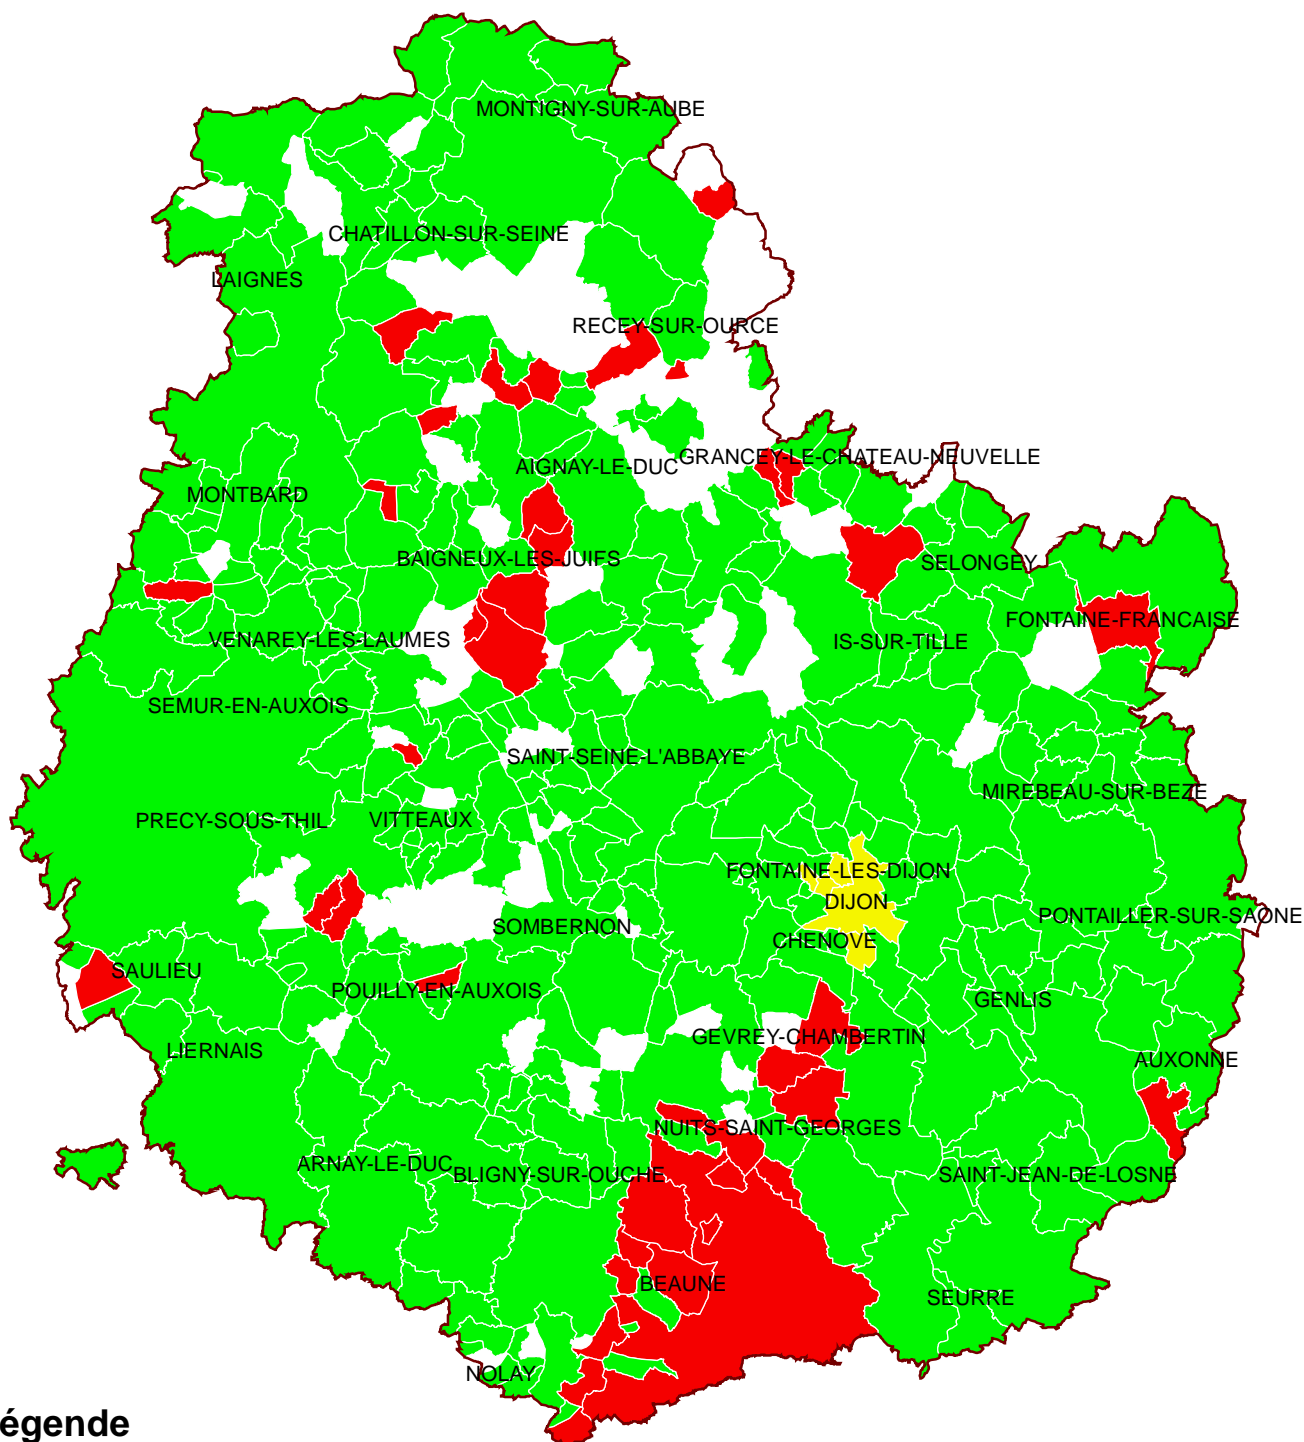 MONTIGNY-SUR-AUBE
CHATILLON-SUR-SEINE
LAIGNES
RECEY-SUR-OURCE
GRANCEY-LE-CHATEAU-NEUVELLE
AIGNAY-LE-DUC
MONTBARD
BAIGNEUX-LES-JUIFS
SELONGEY
FONTAINE-FRANCAISE
VENAREY-LES-LAUMES
IS-SUR-TILLE
SEMUR-EN-AUXOIS
SAINT-SEINE-L'ABBAYE
MIREBEAU-SUR-BEZE
PRECY-SOUS-THIL
VITTEAUX
FONTAINE-LES-DIJON
DIJON
PONTAILLER-SUR-SAONE
SOMBERNON
CHENOVE
SAULIEU
POUILLY-EN-AUXOIS
GENLIS
GEVREY-CHAMBERTIN
LIERNAIS
AUXONNE
NUITS-SAINT-GEORGES
ARNAY-LE-DUC
BLIGNY-SUR-OUCHE
SAINT-JEAN-DE-LOSNE
BEAUNE
SEURRE
NOLAY
égende